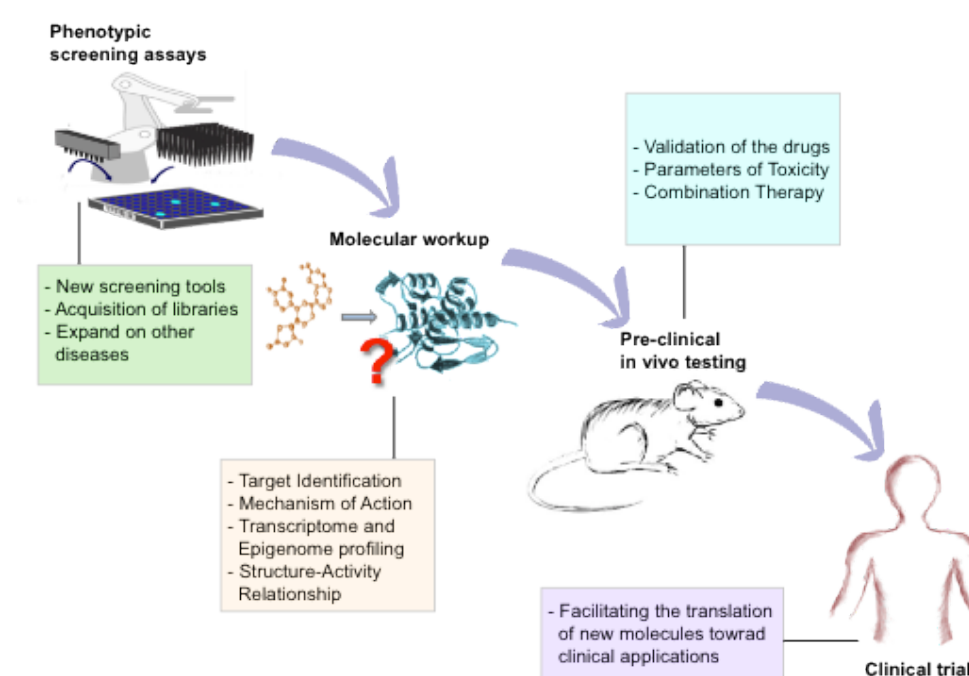 Phenotypic
screening assays
- New screening tools
- Acquisition of libraries
- Expand on other
diseases
Molecular workup
?
- Target Identification
- Mechanism of Action
- Transcriptome and
Epigenome profiling
- Structure-Activity
Relationship
- Validation of the drugs
- Parameters of Toxicity
- Combination Therapy
Pre-clinical
in vivo testing
- Facilitating the translation
of new molecules towrad
clinical applications
Clinical trial